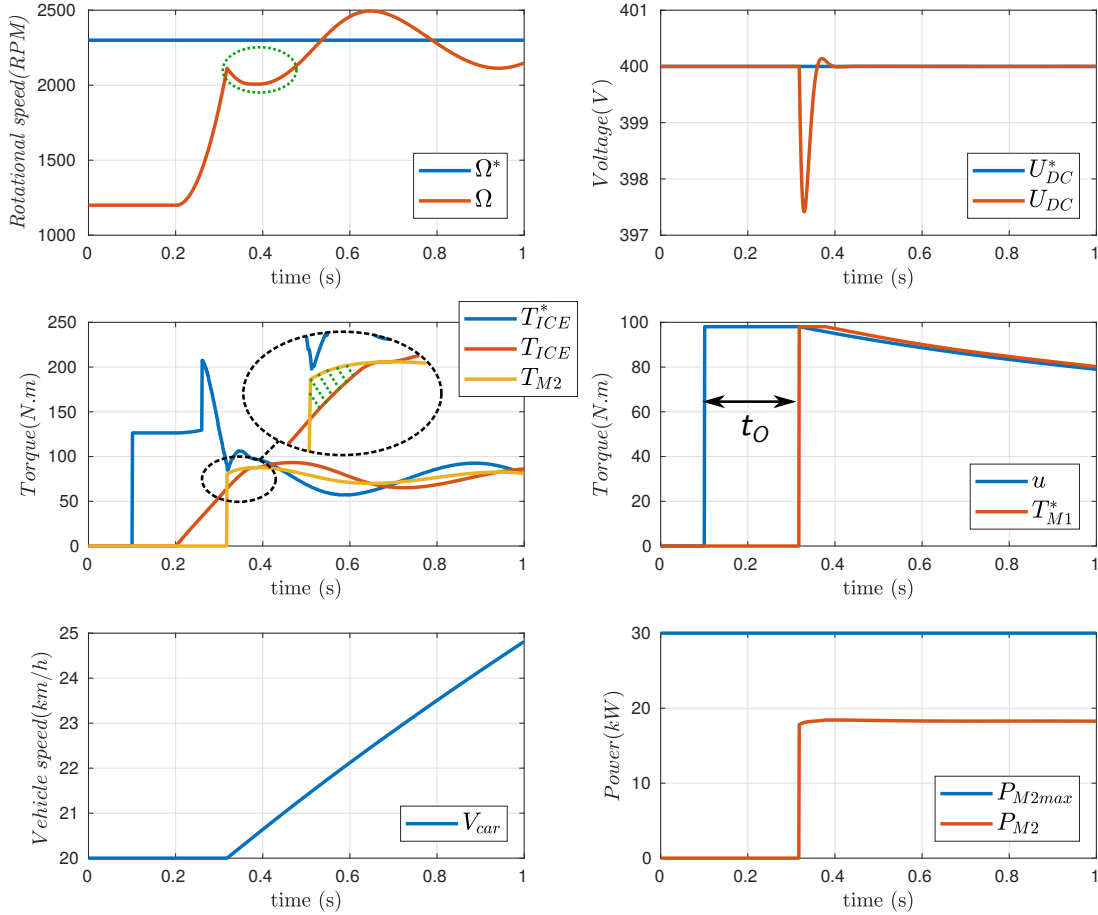 Rotational speed(RPM)
2500
2000
1500
1000
0 0.2 0.4 0.6 0.8 1
time (s)
Ω*
Ω
Voltage(V)
401
400
399
398
397
0 0.2 0.4 0.6 0.8 1
time (s)
U*DC
UDC
Torque(N.m)
250
200
150
100
50
0
0 0.2 0.4 0.6 0.8 1
time (s)
T*ICE
TICE
TM2
Torque(N.m)
100
80
60
40
20
0
0 0.2 0.4 0.6 0.8 1
time (s)
tO
u
T*M1
Vehicle speed(km/h)
25
24
23
22
21
20
0 0.2 0.4 0.6 0.8 1
time (s)
Vcar
Power(kW)
30
20
10
0
0 0.2 0.4 0.6 0.8 1
time (s)
PM2max
PM2